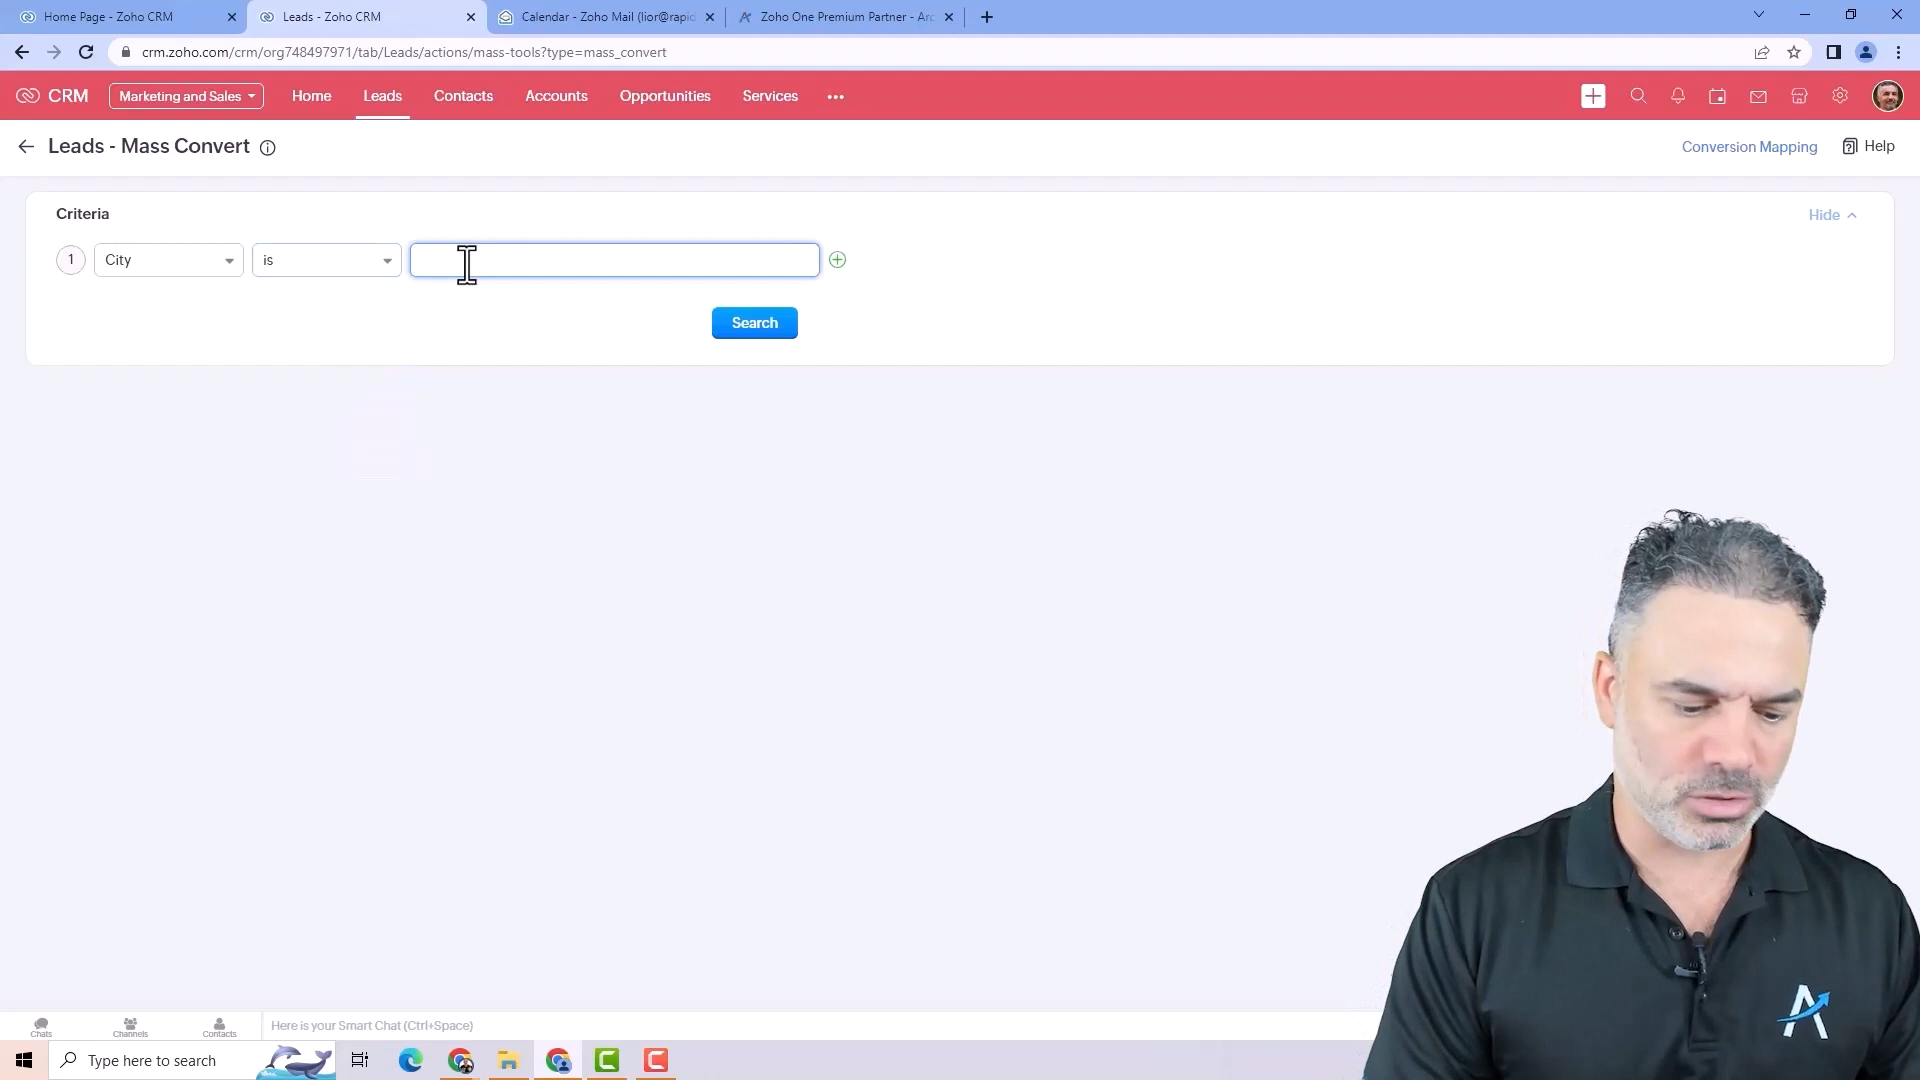 Home Page - Zoho CRM
Leads - Zoho CRM
Calendar - Zoho Mail (lior@rapid
Zoho One Premium Partner - Arc
crm.zoho.com/crm/org748497971/tab/Leads/actions/mass-tools?type=mass_convert
CRM
Marketing and Sales
Home
Leads
Contacts
Accounts
Opportunities
Services
Leads - Mass Convert
Conversion Mapping
Help
Criteria
Hide
1 City is
Search
Chats
Channels
Contacts
Here is your Smart Chat (Ctrl+Space)
Type here to search